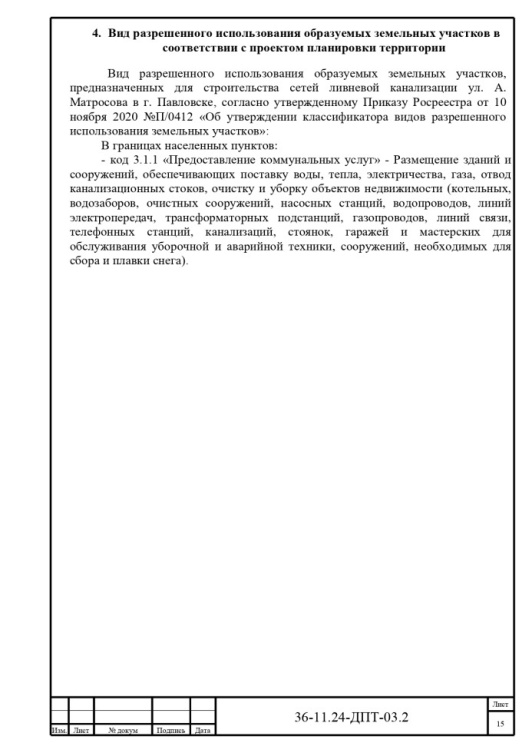 4. Вид разрешенного использования образуемых земельных участков в
соответствии с проектом планировки территории
Вид разрешенного использования образуемых земельных участков,
предназначенных для строительства сетей ливневой канализации ул. А.
Матросова в г. Павловске, согласно утвержденному Приказу Росреестра от 10
ноября 2020 №П/0412 «Об утверждении классификатора видов разрешенного
использования земельных участков»:
В границах населенных пунктов:
- код 3.1.1 «Предоставление коммунальных услуг» - Размещение зданий и
сооружений, обеспечивающих поставку воды, тепла, электричества, газа, отвод
канализационных стоков, очистку и уборку объектов недвижимости (котельных,
водозаборов, очистных сооружений, насосных станций, водопроводов, линий
электропередач, трансформаторных подстанций, газопроводов, линий связи,
телефонных станций, канализаций, стоянок, гаражей и мастерских для
обслуживания уборочной и аварийной техники, сооружений, необходимых для
сбора и плавки снега).
36-11.24-ДПТ-03.2
Лист
15
Изм. Лист № докум Подпись Дата